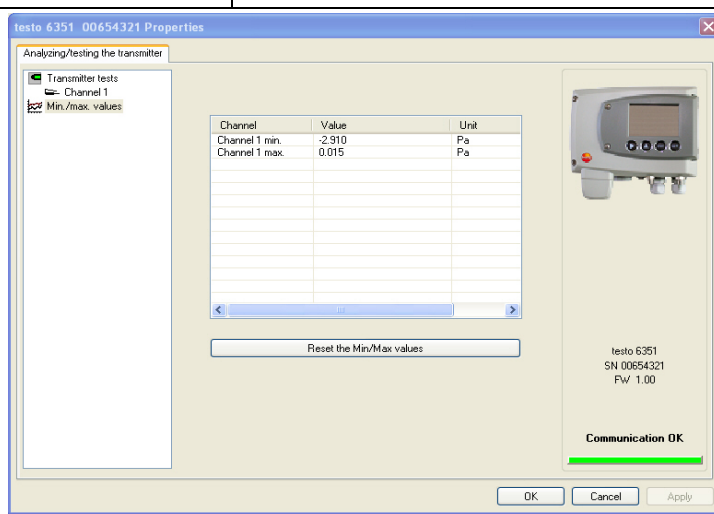 testo 6351 00654321 Properties
Analyzing/testing the transmitter
Transmitter tests
Channel 1
Min./max. values
Channel Value Unit
Channel 1 min. -2.910 Pa
Channel 1 max. 0.015 Pa
Reset the Min/Max values
testo 6351
SN 00654321
FW 1.00
Communication OK
OK Cancel Apply